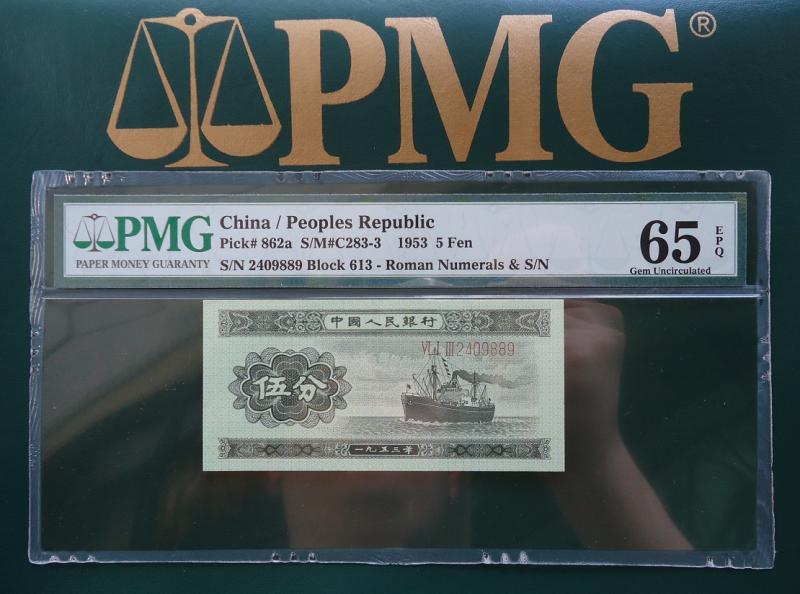 PMG®
PMG
PAPER MONEY GUARANTY
China / Peoples Republic
Pick# 862a S/M#C283-3 1953 5 Fen
S/N 2409889 Block 613 - Roman Numerals & S/N
65 EPQ
Gem Uncirculated
中國人民銀行
VI I III 2409889
伍分
一九五三年